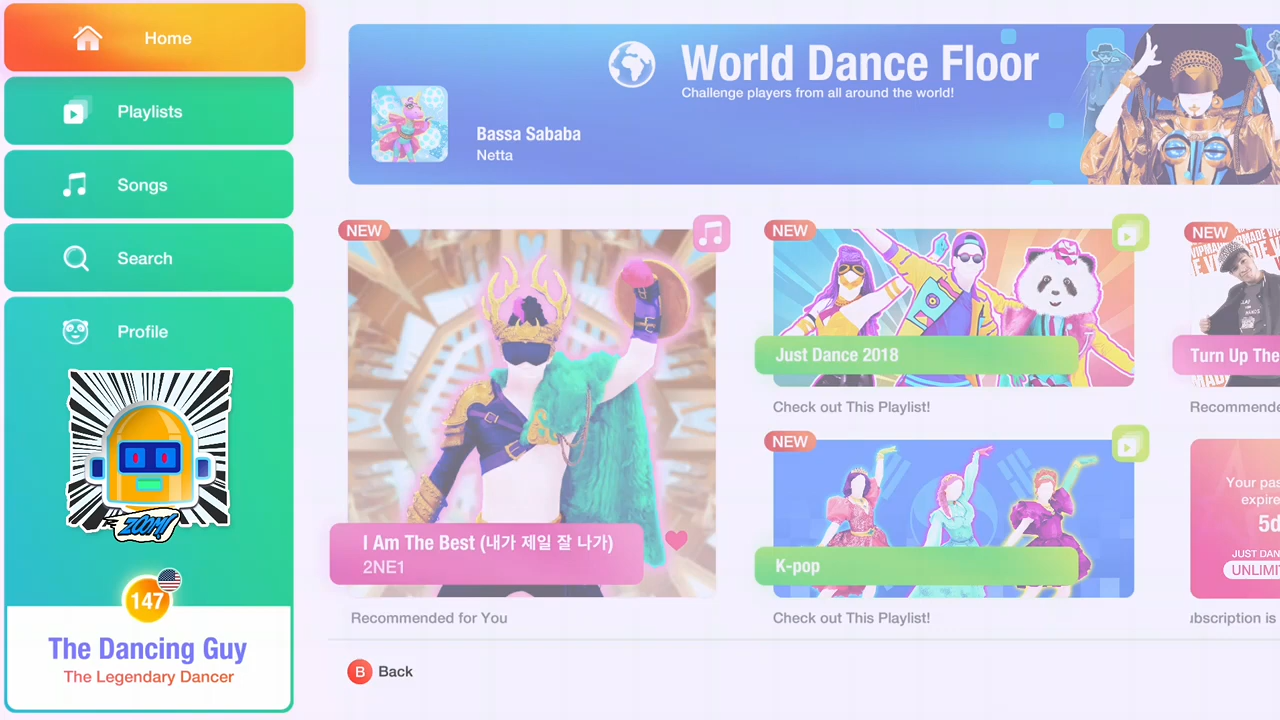 Home
Playlists
Songs
Search
Profile
ZOOM!
147
The Dancing Guy
The Legendary Dancer
World Dance Floor
Challenge players from all around the world!
Bassa Sababa
Netta
NEW
I Am The Best (내가 제일 잘 나가)
2NE1
Recommended for You
NEW
Just Dance 2018
Check out This Playlist!
NEW
K-pop
Check out This Playlist!
NEW
Turn Up The
Recommende
Your pas
expire
5d
JUST DAN
UNLIMI
ubscription is
B Back